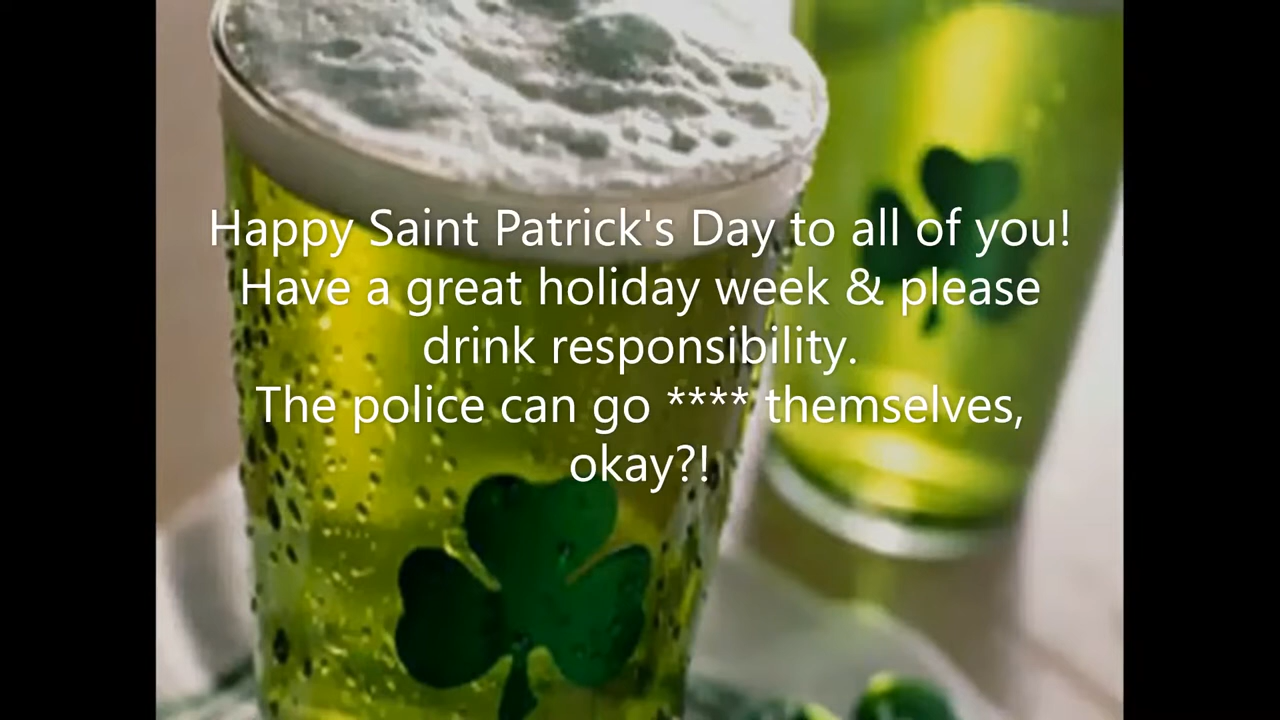 Happy Saint Patrick's Day to all of you!
Have a great holiday week & please
drink responsibility.
The police can go **** themselves,
okay?!